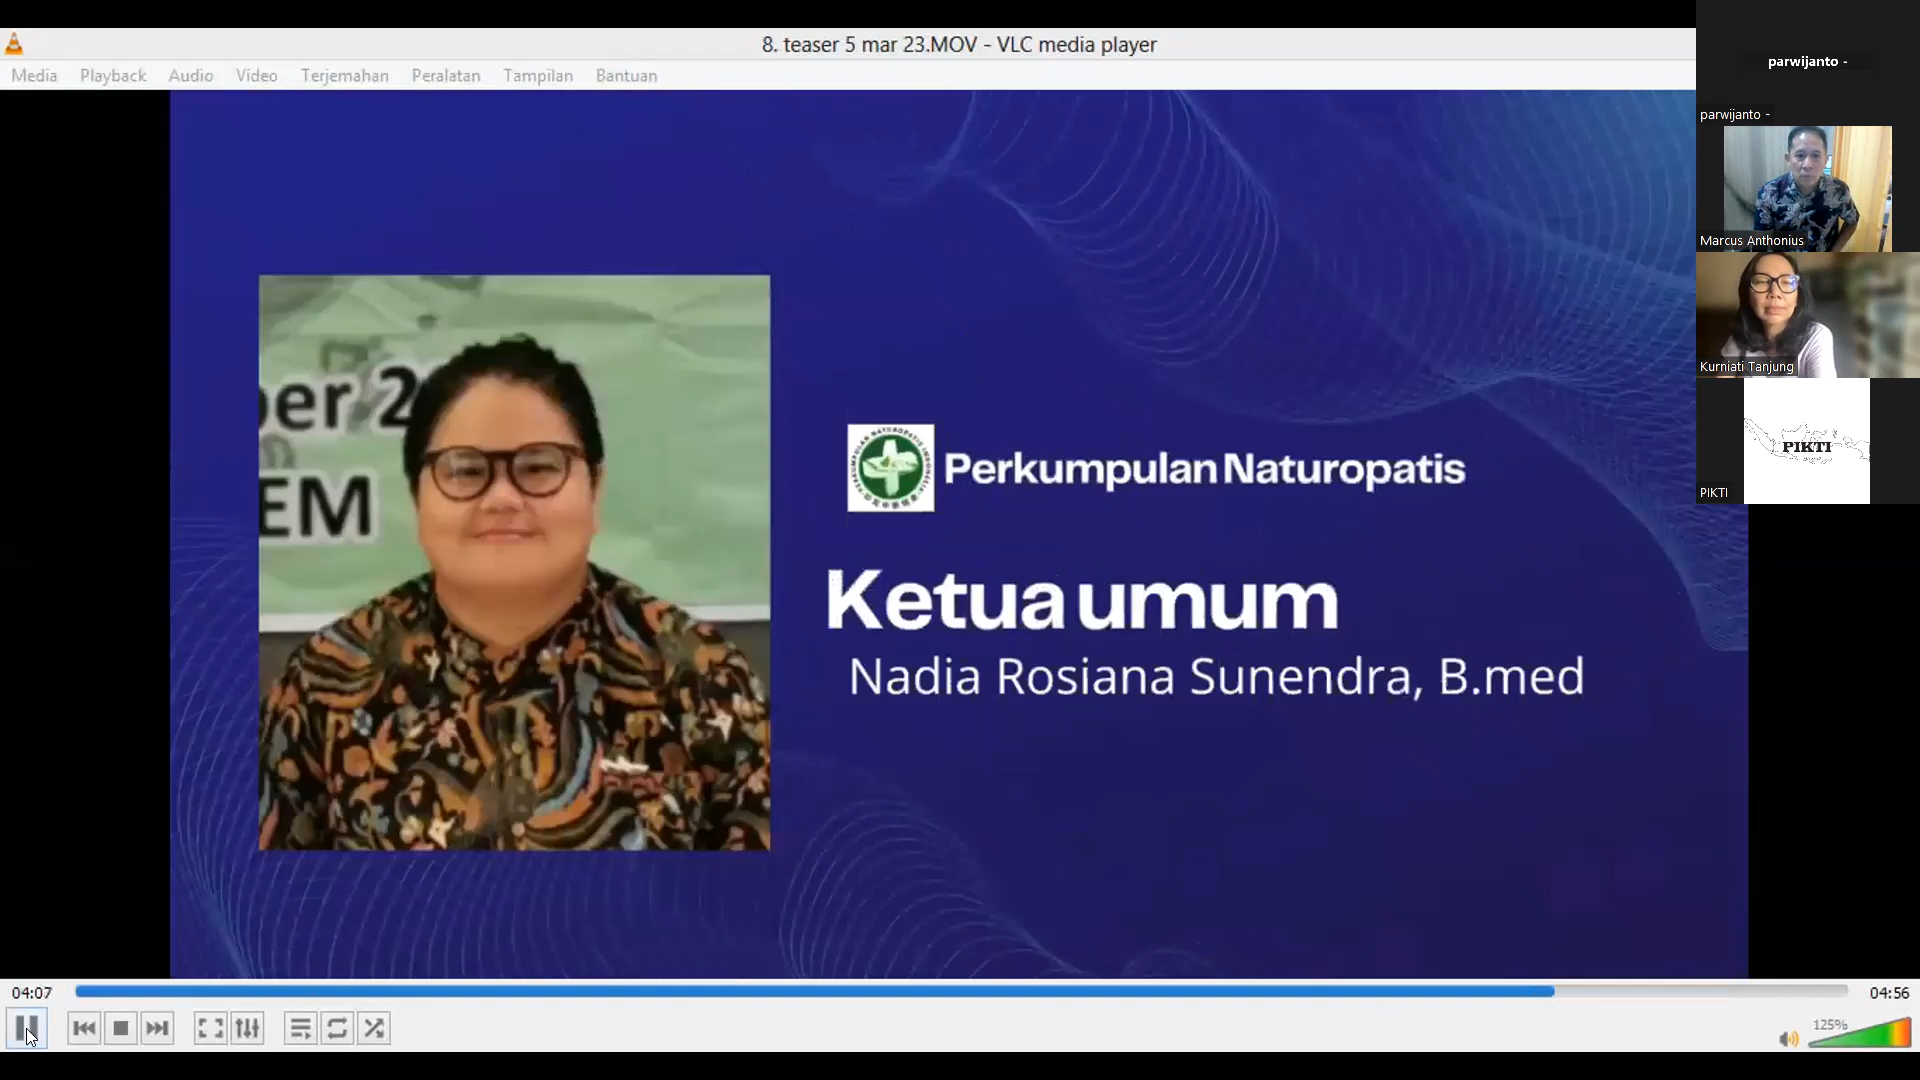 8. teaser 5 mar 23.MOV - VLC media player
Media Playback Audio Video Terjemahan Peralatan Tampilan Bantuan
ber 2
EM
Perkumpulan Naturopatis
Ketua umum
Nadia Rosiana Sunendra, B.med
parwijanto -
parwijanto -
Marcus Anthonius
Kurniati Tanjung
PIKTI
PIKTI
04:07
04:56
125%